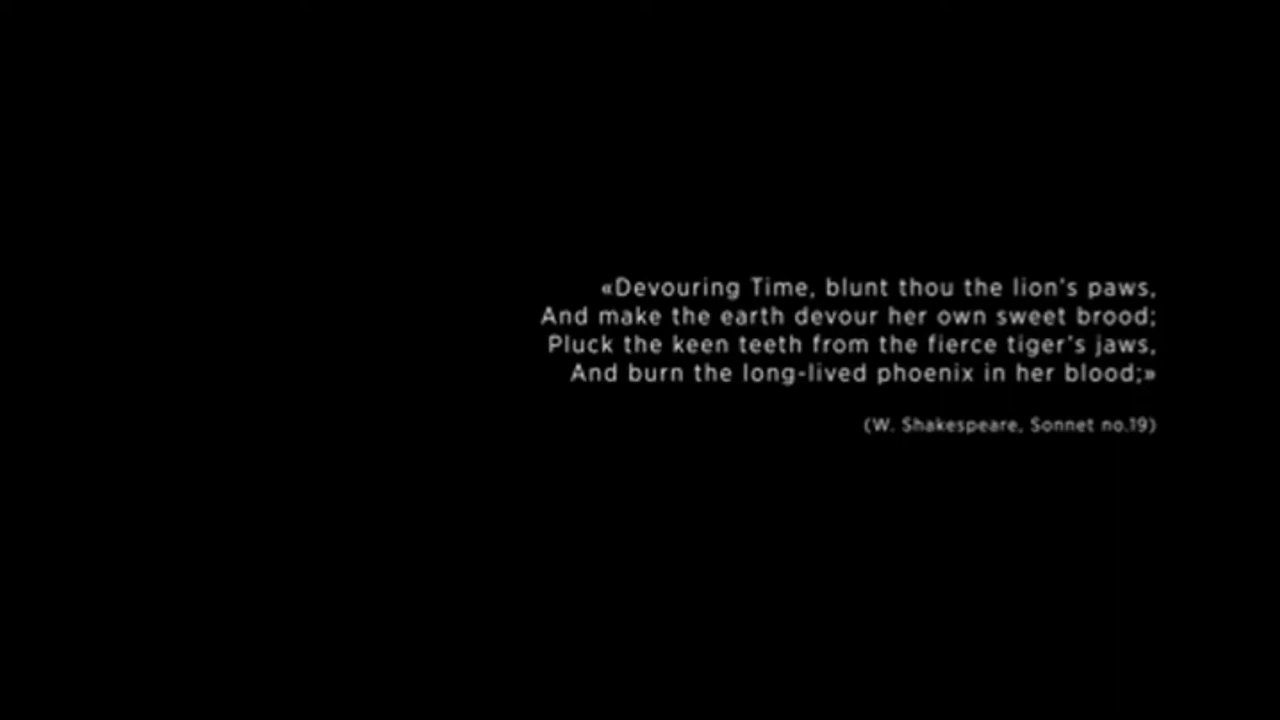 «Devouring Time, blunt thou the lion's paws,
And make the earth devour her own sweet brood;
Pluck the keen teeth from the fierce tiger's jaws,
And burn the long-lived phoenix in her blood;»
(W. Shakespeare, Sonnet no.19)